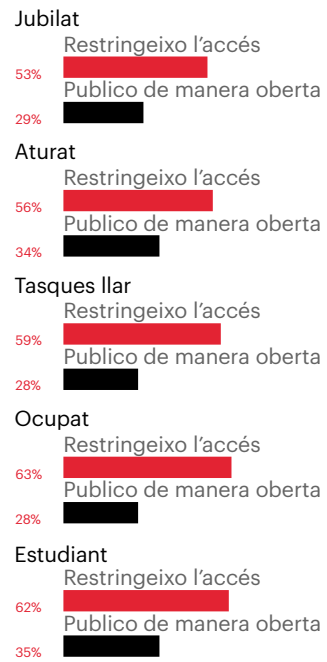 Jubilat
Restringeixo l’accés
53%
Publico de manera oberta
29%
Aturat
Restringeixo l’accés
56%
Publico de manera oberta
34%
Tasques llar
Restringeixo l’accés
59%
Publico de manera oberta
28%
Ocupat
Restringeixo l’accés
63%
Publico de manera oberta
28%
Estudiant
Restringeixo l’accés
62%
Publico de manera oberta
35%